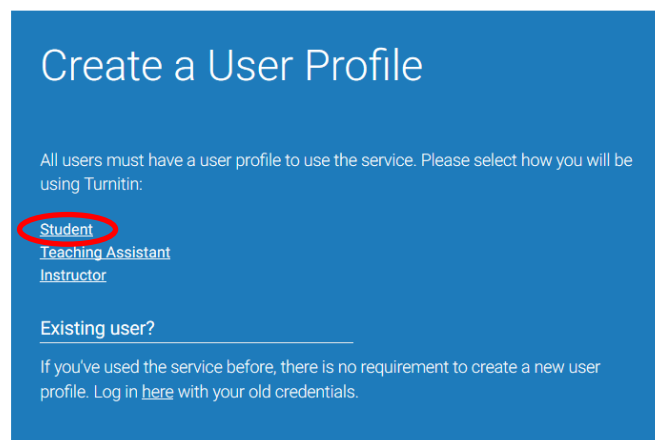 Create a User Profile
All users must have a user profile to use the service. Please select how you will be
using Turnitin:
Student
Teaching Assistant
Instructor
Existing user?
If you've used the service before, there is no requirement to create a new user
profile. Log in here with your old credentials.